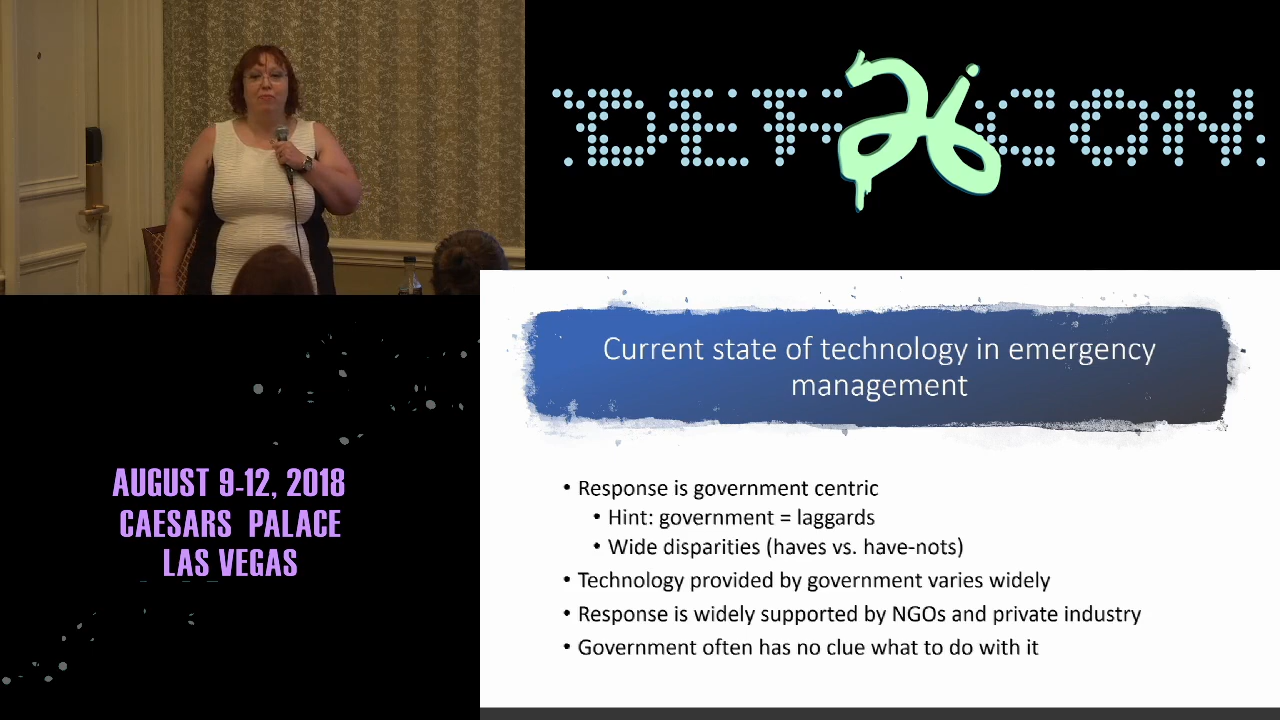 DEF 26 CON
Current state of technology in emergency
management
• Response is government centric
• Hint: government = laggards
• Wide disparities (haves vs. have-nots)
• Technology provided by government varies widely
• Response is widely supported by NGOs and private industry
• Government often has no clue what to do with it
AUGUST 9-12, 2018
CAESARS PALACE
LAS VEGAS